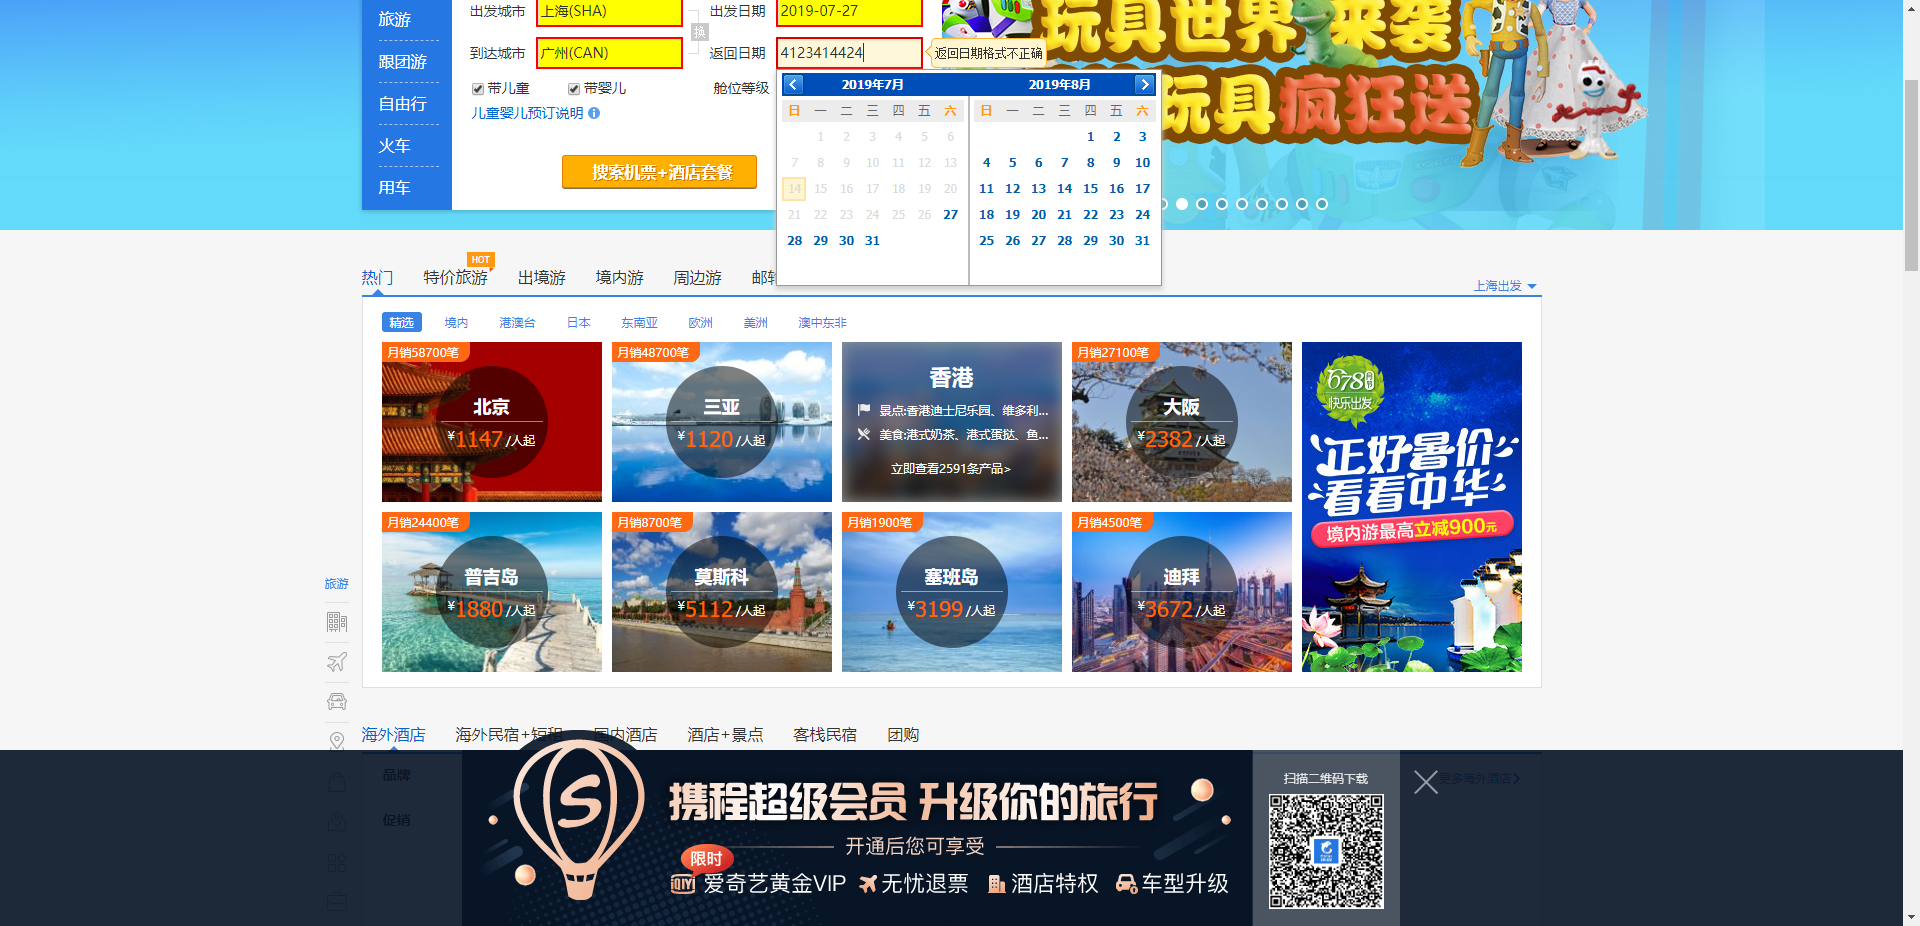 旅游
出发城市
上海(SHA)
出发日期
2019-07-27
换
跟团游
到达城市
广州(CAN)
返回日期
4123414424
返回日期格式不正确
玩具世界 来袭
玩具疯狂送
自由行
带儿童
带婴儿
舱位等级
儿童婴儿预订说明
火车
搜索机票+酒店套餐
用车
2019年7月
日 一 二 三 四 五 六
1 2 3 4 5 6
7 8 9 10 11 12 13
14 15 16 17 18 19 20
21 22 23 24 25 26 27
28 29 30 31
2019年8月
日 一 二 三 四 五 六
1 2 3
4 5 6 7 8 9 10
11 12 13 14 15 16 17
18 19 20 21 22 23 24
25 26 27 28 29 30 31
HOT
热门 特价旅游 出境游 境内游 周边游 邮轮
上海出发
精选 境内 港澳台 日本 东南亚 欧洲 美洲 澳中东非
月销58700笔
北京
¥1147/人起
月销48700笔
三亚
¥1120/人起
香港
景点:香港迪士尼乐园、维多利...
美食:港式奶茶、港式蛋挞、鱼...
立即查看2591条产品>
月销27100笔
大阪
¥2382/人起
月销24400笔
普吉岛
¥1880/人起
月销8700笔
莫斯科
¥5112/人起
月销1900笔
塞班岛
¥3199/人起
月销4500笔
迪拜
¥3672/人起
678
快乐出发
正好暑价
看看中华
境内游最高立减900元
旅游
海外酒店 海外民宿+短租 国内酒店 酒店+景点 客栈民宿 团购
品牌
促销
更多海外酒店>
携程超级会员 升级你的旅行
开通后您可享受
限时
爱奇艺黄金VIP 无忧退票 酒店特权 车型升级
扫描二维码下载